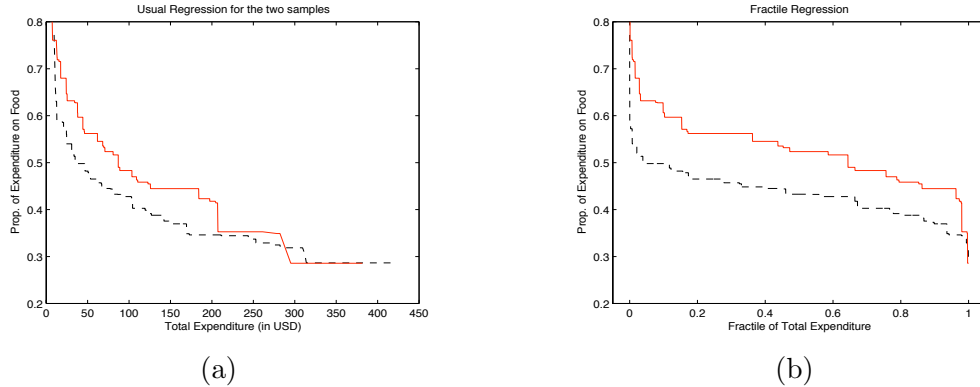 Usual Regression for the two samples
Prop. of Expenditure on Food
0.8
0.7
0.6
0.5
0.4
0.3
0.2
0 50 100 150 200 250 300 350 400 450
Total Expenditure (in USD)
(a)
Fractile Regression
Prop. of Expenditure on Food
0.8
0.7
0.6
0.5
0.4
0.3
0.2
0 0.2 0.4 0.6 0.8 1
Fractile of Total Expenditure
(b)